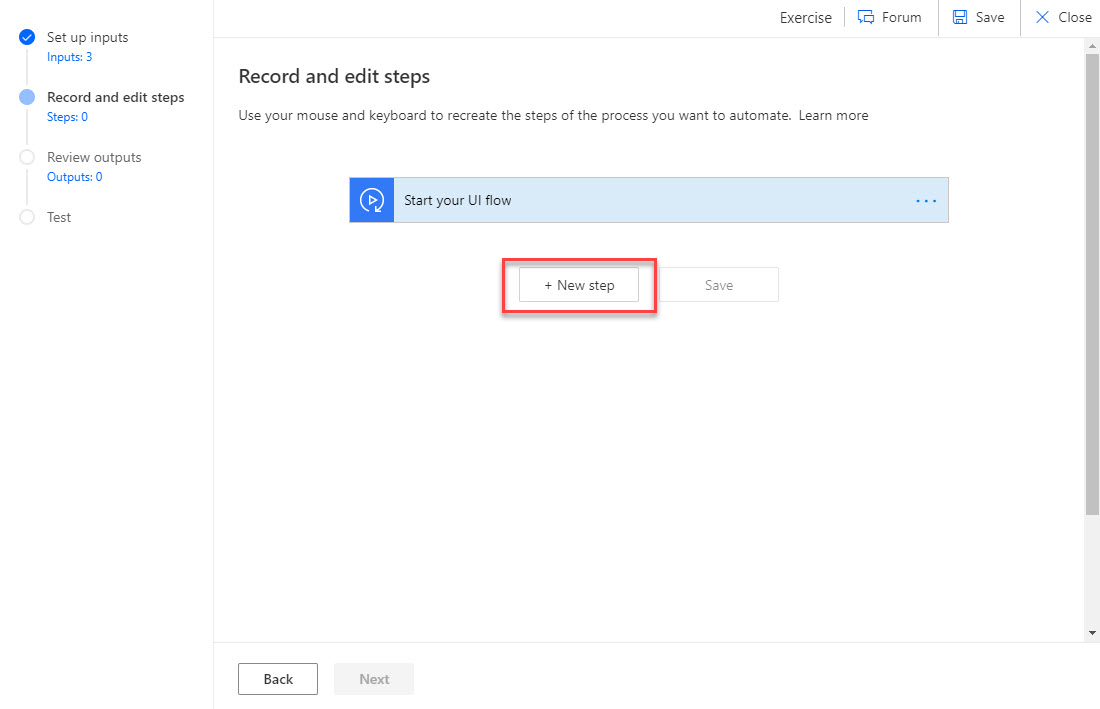 Exercise
Forum
Save
Close
Set up inputs
Inputs: 3
Record and edit steps
Steps: 0
Review outputs
Outputs: 0
Test
Record and edit steps
Use your mouse and keyboard to recreate the steps of the process you want to automate. Learn more
Start your UI flow
...
+ New step
Save
Back
Next